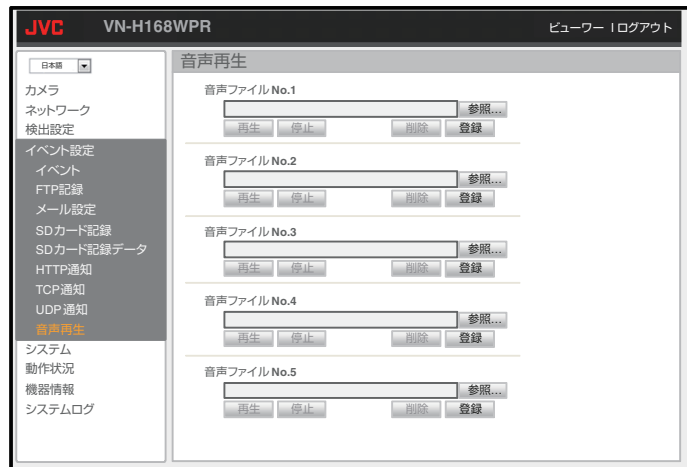 JVC VN-H168WPR ビューワー | ログアウト
日本語
カメラ
ネットワーク
検出設定
イベント設定
イベント
FTP記録
メール設定
SDカード記録
SDカード記録データ
HTTP通知
TCP通知
UDP通知
音声再生
システム
動作状況
機器情報
システムログ
音声再生
音声ファイル No.1
参照...
再生 停止 削除 登録
音声ファイル No.2
参照...
再生 停止 削除 登録
音声ファイル No.3
参照...
再生 停止 削除 登録
音声ファイル No.4
参照...
再生 停止 削除 登録
音声ファイル No.5
参照...
再生 停止 削除 登録